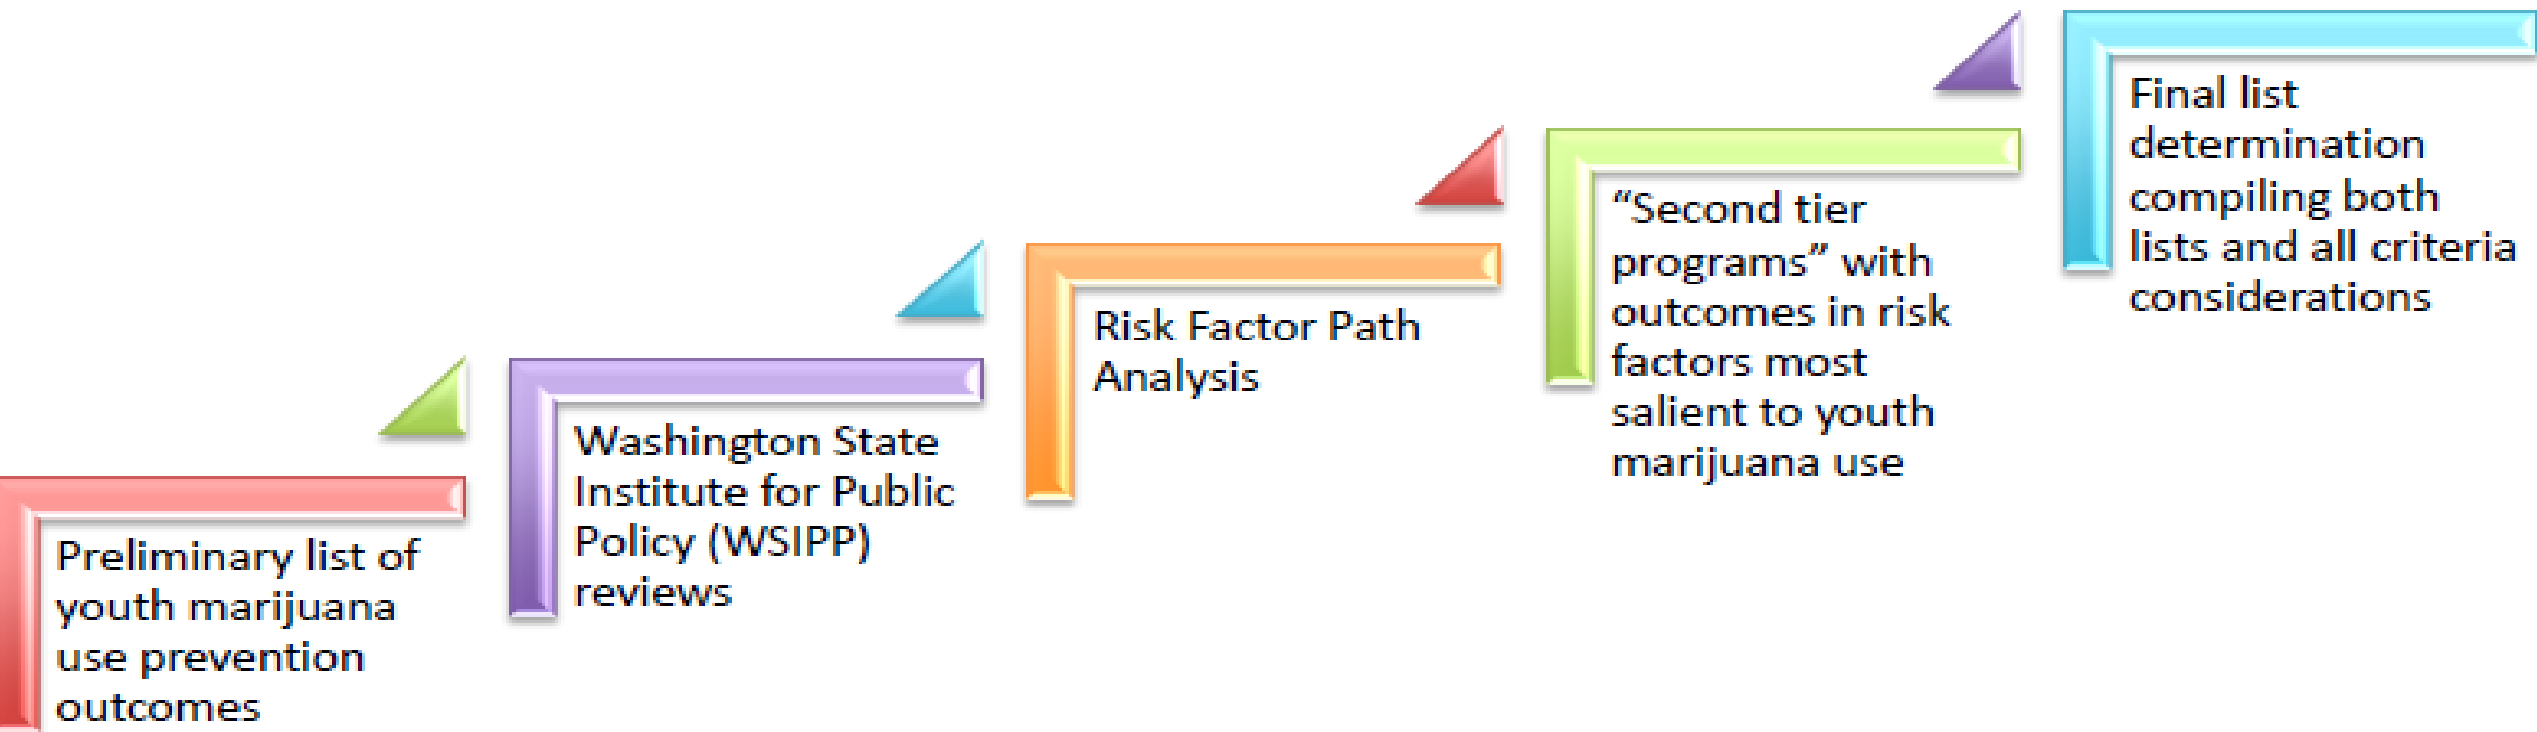 Preliminary list of
youth marijuana
use prevention
outcomes
Washington State
Institute for Public
Policy (WSIPP)
reviews
Risk Factor Path
Analysis
“Second tier
programs” with
outcomes in risk
factors most
salient to youth
marijuana use
Final list
determination
compiling both
lists and all criteria
considerations